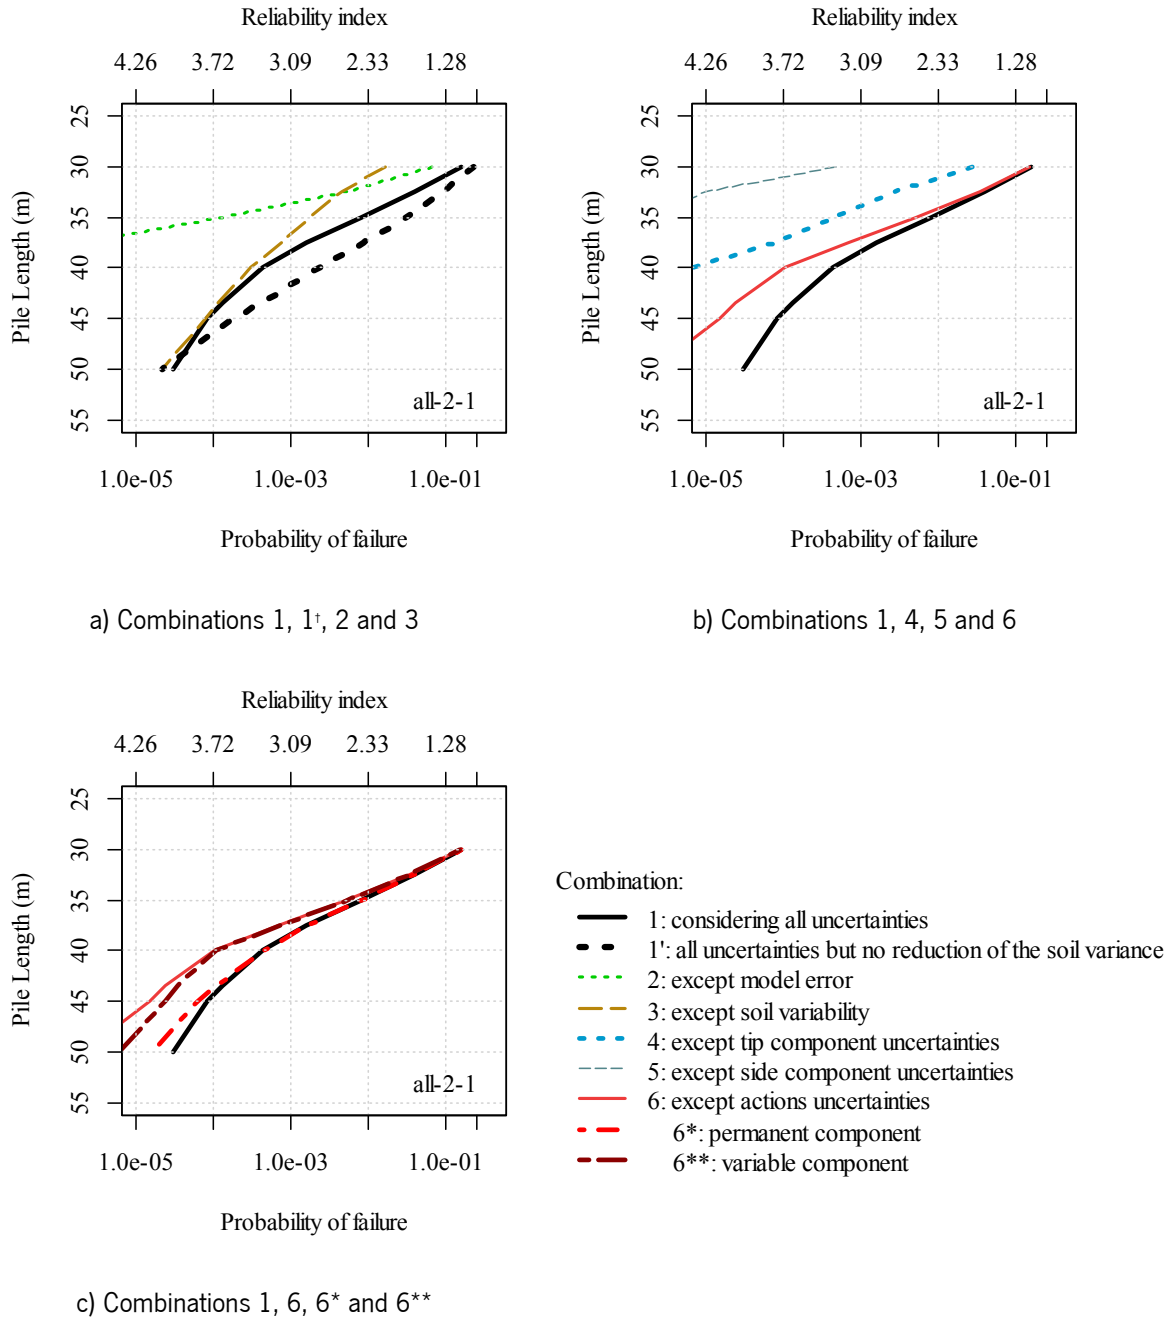 Reliability index
4.26 3.72 3.09 2.33 1.28
Pile Length (m)
25
30
35
40
45
50
55
all-2-1
1.0e-05 1.0e-03 1.0e-01
Probability of failure
a) Combinations 1, 1†, 2 and 3
Reliability index
4.26 3.72 3.09 2.33 1.28
Pile Length (m)
25
30
35
40
45
50
55
all-2-1
1.0e-05 1.0e-03 1.0e-01
Probability of failure
b) Combinations 1, 4, 5 and 6
Reliability index
4.26 3.72 3.09 2.33 1.28
Pile Length (m)
25
30
35
40
45
50
55
all-2-1
1.0e-05 1.0e-03 1.0e-01
Probability of failure
c) Combinations 1, 6, 6* and 6**
Combination:
1: considering all uncertainties
1': all uncertainties but no reduction of the soil variance
2: except model error
3: except soil variability
4: except tip component uncertainties
5: except side component uncertainties
6: except actions uncertainties
6*: permanent component
6**: variable component